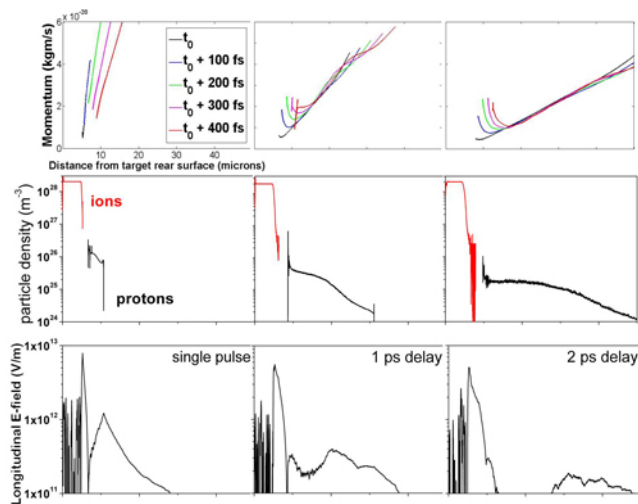 6 x 10⁻²⁰
Momentum (kgm/s)
4
2
0
t₀
t₀ + 100 fs
t₀ + 200 fs
t₀ + 300 fs
t₀ + 400 fs
10 20 30 40
Distance from target rear surface (microns)
particle density (m⁻³)
10²⁸
10²⁷
10²⁶
10²⁵
10²⁴
ions
protons
Longitudinal E-field (V/m)
1x10¹³
1x10¹²
1x10¹¹
single pulse
1 ps delay
2 ps delay